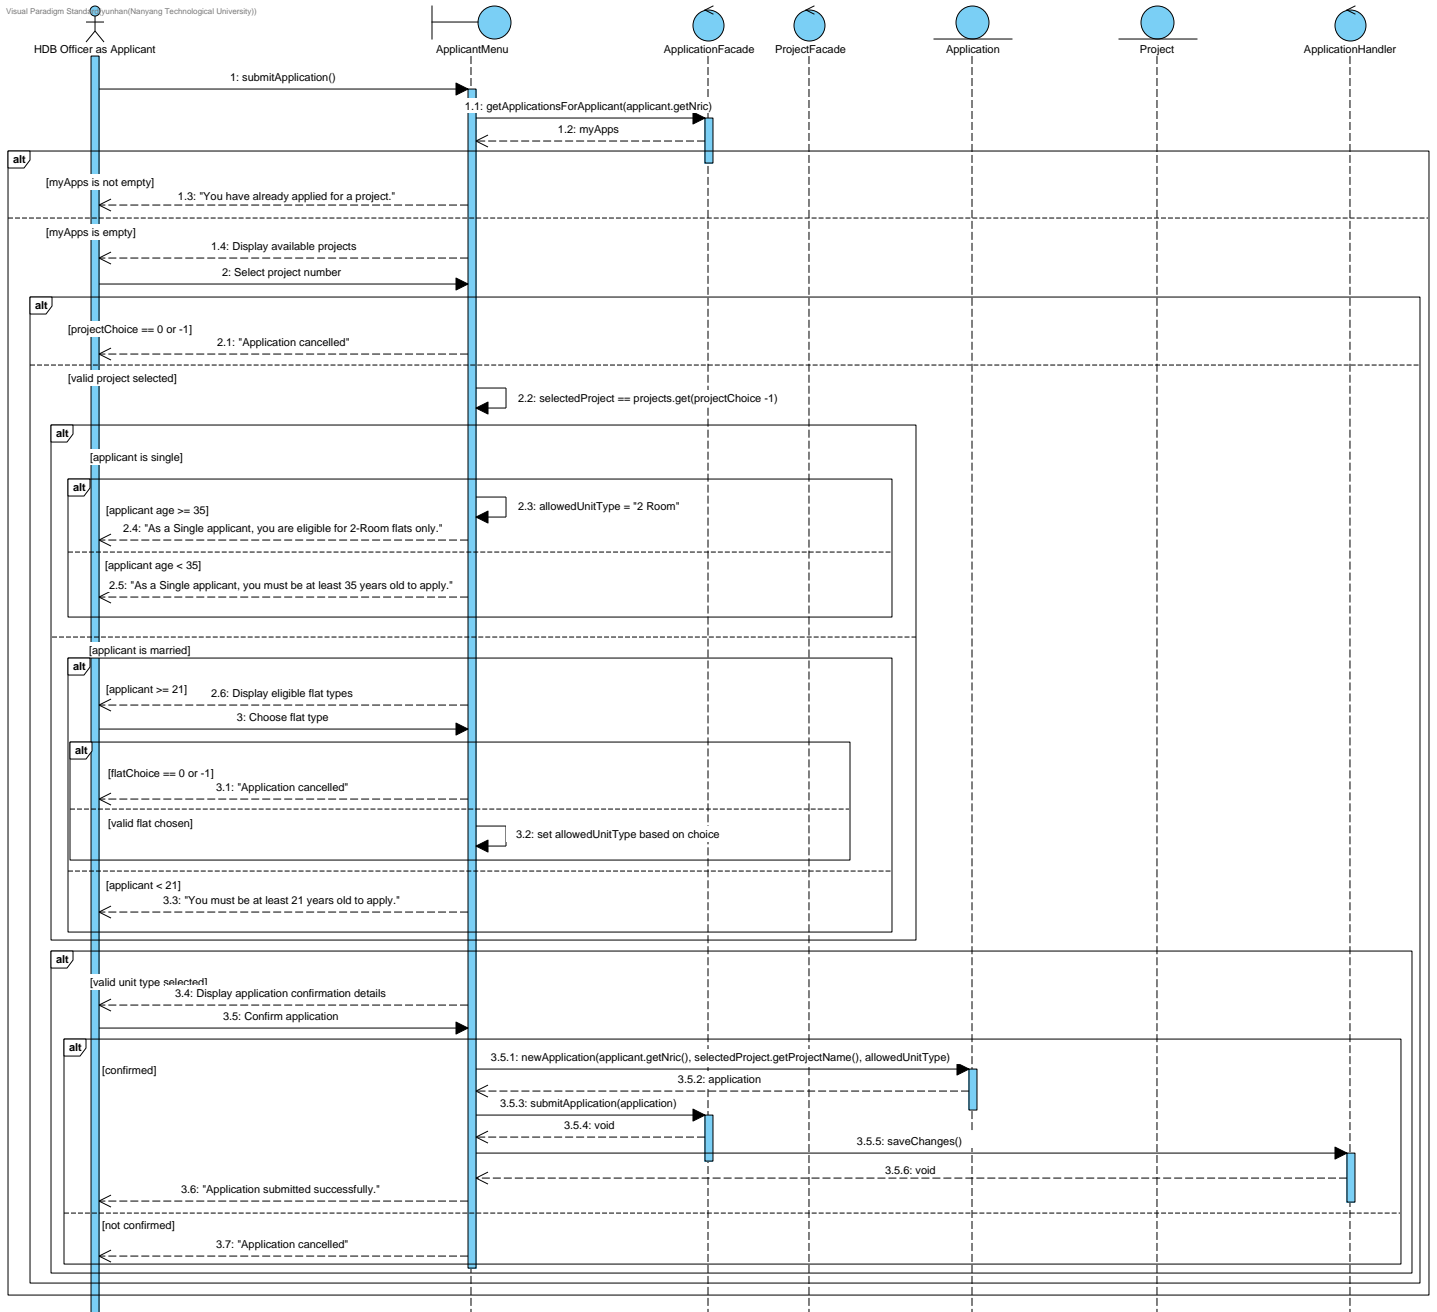 Visual Paradigm Standard(yunhan(Nanyang Technological University))
HDB Officer as Applicant
ApplicantMenu
ApplicationFacade
ProjectFacade
Application
Project
ApplicationHandler
1: submitApplication()
1.1: getApplicationsForApplicant(applicant.getNric)
1.2: myApps
alt
[myApps is not empty]
1.3: "You have already applied for a project."
[myApps is empty]
1.4: Display available projects
2: Select project number
alt
[projectChoice == 0 or -1]
2.1: "Application cancelled"
[valid project selected]
2.2: selectedProject == projects.get(projectChoice -1)
alt
[applicant is single]
alt
2.3: allowedUnitType = "2 Room"
[applicant age >= 35]
2.4: "As a Single applicant, you are eligible for 2-Room flats only."
[applicant age < 35]
2.5: "As a Single applicant, you must be at least 35 years old to apply."
[applicant is married]
alt
[applicant >= 21]
2.6: Display eligible flat types
3: Choose flat type
alt
[flatChoice == 0 or -1]
3.1: "Application cancelled"
[valid flat chosen]
3.2: set allowedUnitType based on choice
[applicant < 21]
3.3: "You must be at least 21 years old to apply."
alt
[valid unit type selected]
3.4: Display application confirmation details
3.5: Confirm application
alt
3.5.1: newApplication(applicant.getNric(), selectedProject.getProjectName(), allowedUnitType)
[confirmed]
3.5.2: application
3.5.3: submitApplication(application)
3.5.4: void
3.5.5: saveChanges()
3.5.6: void
3.6: "Application submitted successfully."
[not confirmed]
3.7: "Application cancelled"